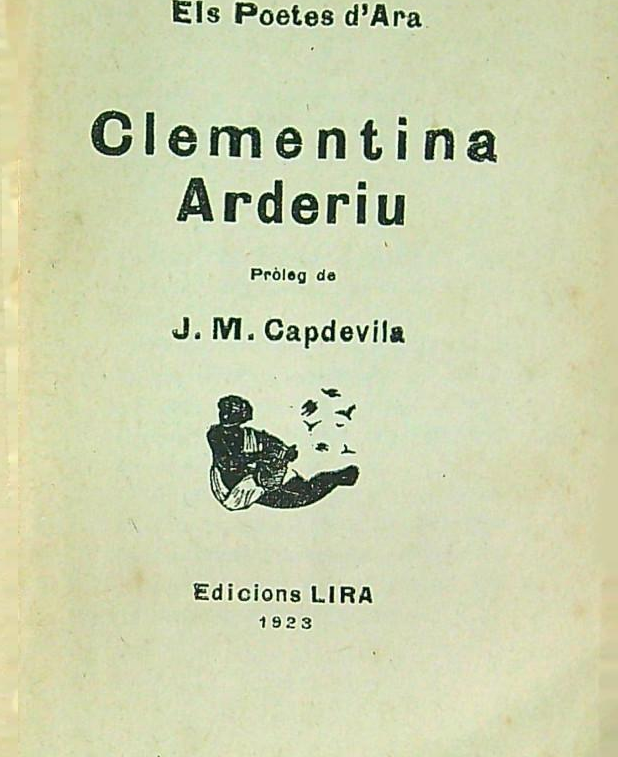 Els Poetes d'Ara
Clementina
Arderiu
Pròleg de
J. M. Capdevila
Edicions LIRA
1923